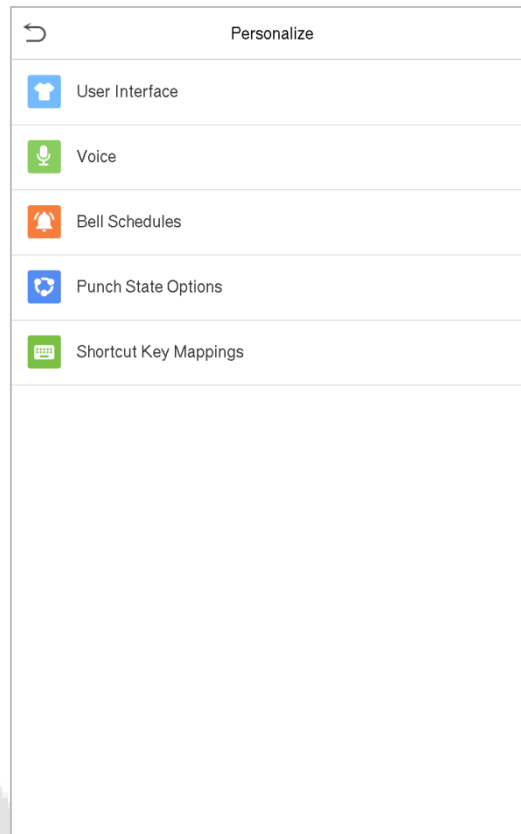 Personalize
User Interface
Voice
Bell Schedules
Punch State Options
Shortcut Key Mappings